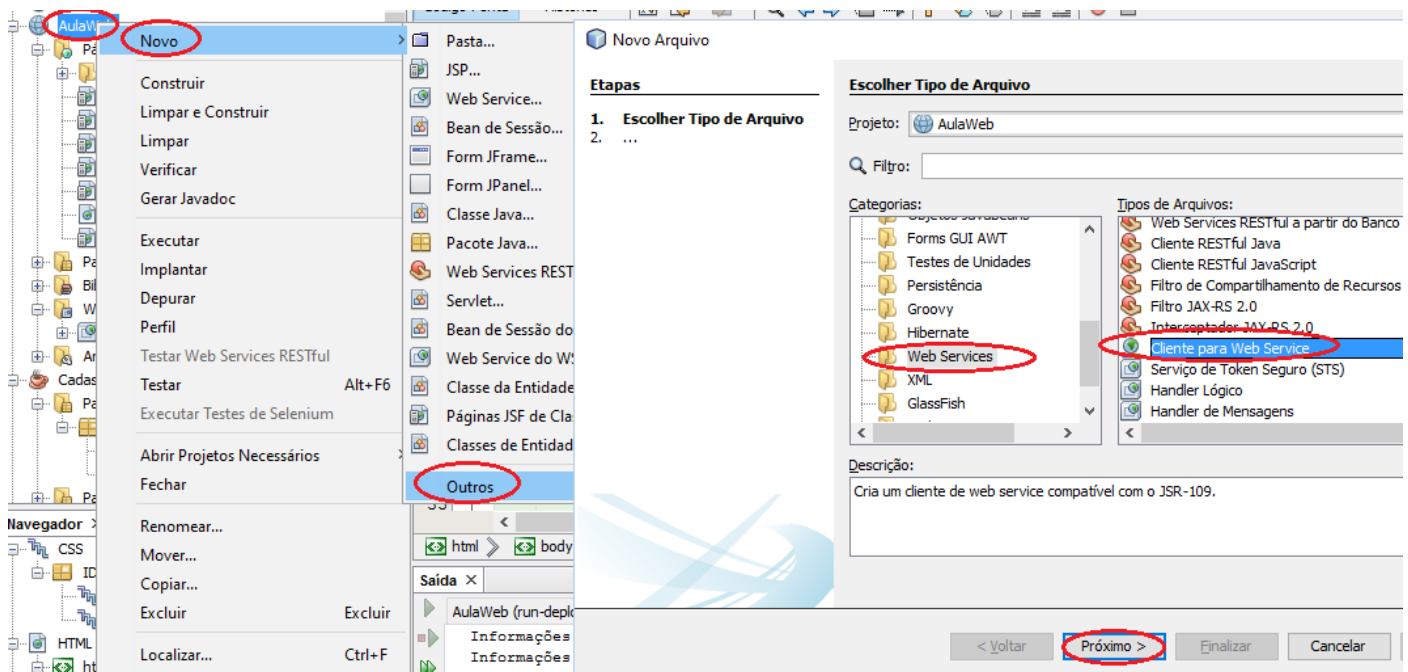 AulaWeb
Novo
Construir
Limpar e Construir
Limpar
Verificar
Gerar Javadoc
Executar
Implantar
Depurar
Perfil
Testar Web Services RESTful
Testar Alt+F6
Executar Testes de Selenium
Abrir Projetos Necessários
Fechar
Renomear...
Mover...
Copiar...
Excluir Excluir
Localizar... Ctrl+F
Cadas
Navegador
CSS
HTML
Pasta...
JSP...
Web Service...
Bean de Sessão...
Form JFrame...
Form JPanel...
Classe Java...
Pacote Java...
Web Services REST
Servlet...
Bean de Sessão do
Web Service do WS
Classe da Entidade
Páginas JSF de Cla
Classes de Entidad
Outros
html body
Saída
AulaWeb (run-deplo
Informações
Informações
Novo Arquivo
Etapas
1. Escolher Tipo de Arquivo
2. ...
Escolher Tipo de Arquivo
Projeto: AulaWeb
Filtro:
Categorias:
Forms GUI AWT
Testes de Unidades
Persistência
Groovy
Hibernate
Web Services
XML
GlassFish
Tipos de Arquivos:
Web Services RESTful a partir do Banco
Cliente RESTful Java
Cliente RESTful JavaScript
Filtro de Compartilhamento de Recursos
Filtro JAX-RS 2.0
Interceptador JAX-RS 2.0
Cliente para Web Service
Serviço de Token Seguro (STS)
Handler Lógico
Handler de Mensagens
Descrição:
Cria um cliente de web service compatível com o JSR-109.
< Voltar Próximo > Finalizar Cancelar